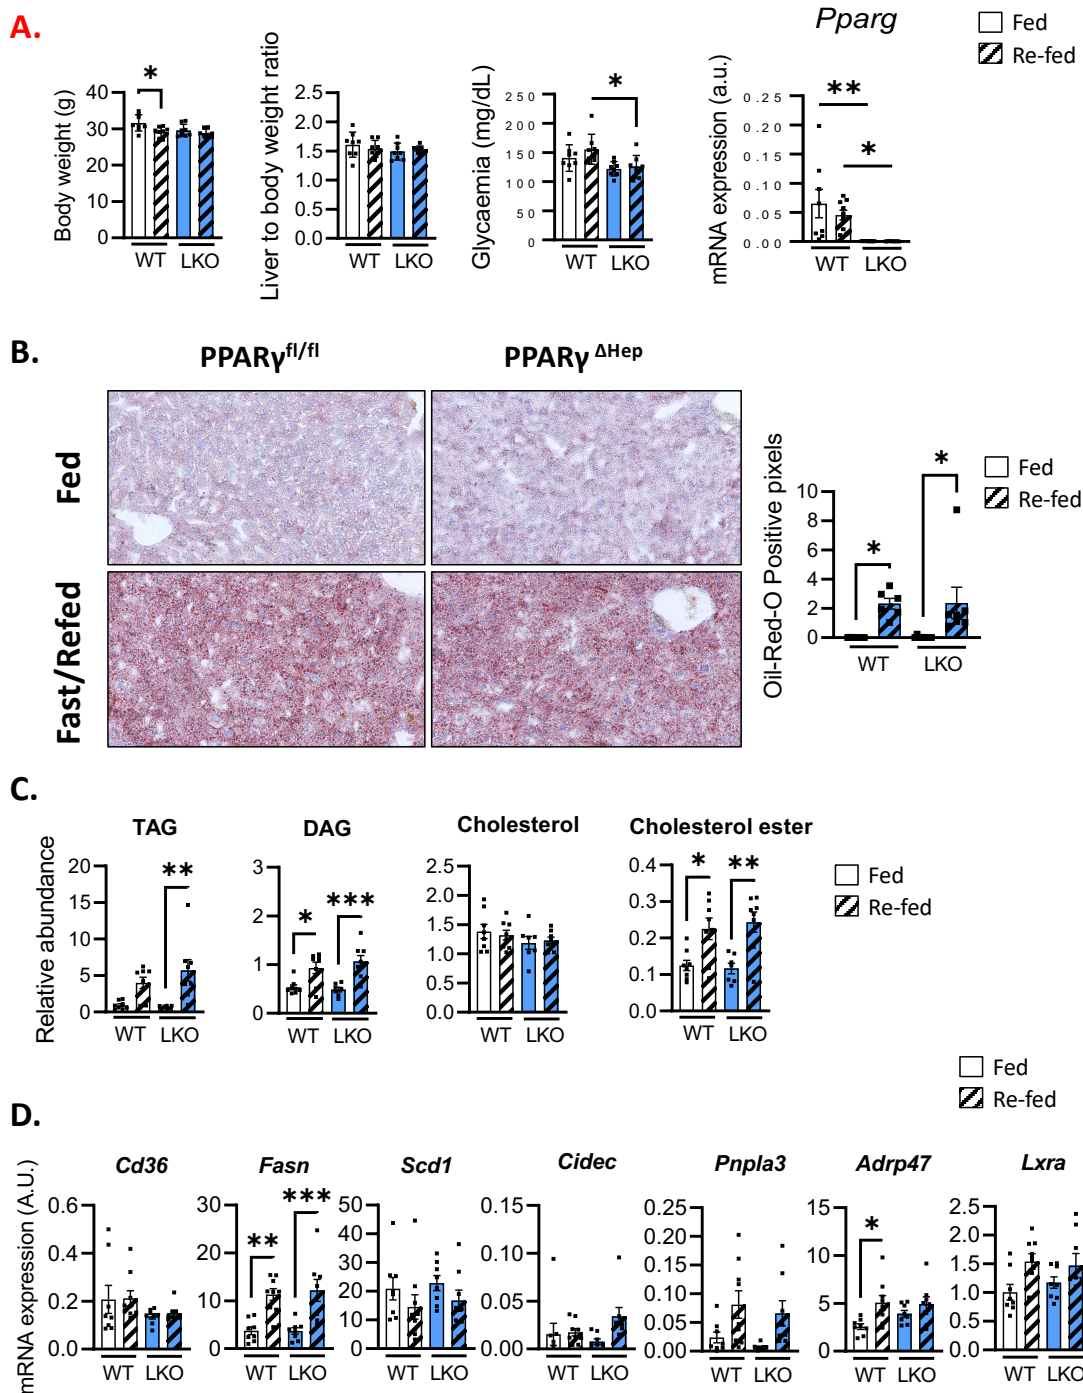 A.
Pparg
Fed
Re-fed
Body weight (g)
40
30
20
10
0
*
WT LKO
Liver to body weight ratio
2.5
2.0
1.5
1.0
0.5
0.0
WT LKO
Glycaemia (mg/dL)
250
200
150
100
50
0
*
WT LKO
mRNA expression (a.u.)
0.25
0.20
0.15
0.10
0.05
0.00
**
*
WT LKO
B.
PPARγfl/fl
PPARγ ΔHep
Fed
Fast/Refed
Oil-Red-O Positive pixels
10
8
6
4
2
0
*
*
WT LKO
Fed
Re-fed
C.
Relative abundance
TAG
20
15
10
5
0
**
WT LKO
DAG
3
2
1
0
*
***
WT LKO
Cholesterol
2.5
2.0
1.5
1.0
0.5
0.0
WT LKO
Cholesterol ester
0.4
0.3
0.2
0.1
0.0
*
**
WT LKO
Fed
Re-fed
Fed
Re-fed
D.
mRNA expression (A.U.)
Cd36
0.6
0.4
0.2
0.0
WT LKO
Fasn
30
20
10
0
**
***
WT LKO
Scd1
50
40
30
20
10
0
WT LKO
Cidec
0.15
0.10
0.05
0.00
WT LKO
Pnpla3
0.25
0.20
0.15
0.10
0.05
0.00
WT LKO
Adrp47
15
10
5
0
*
WT LKO
Lxra
2.5
2.0
1.5
1.0
0.5
0.0
WT LKO